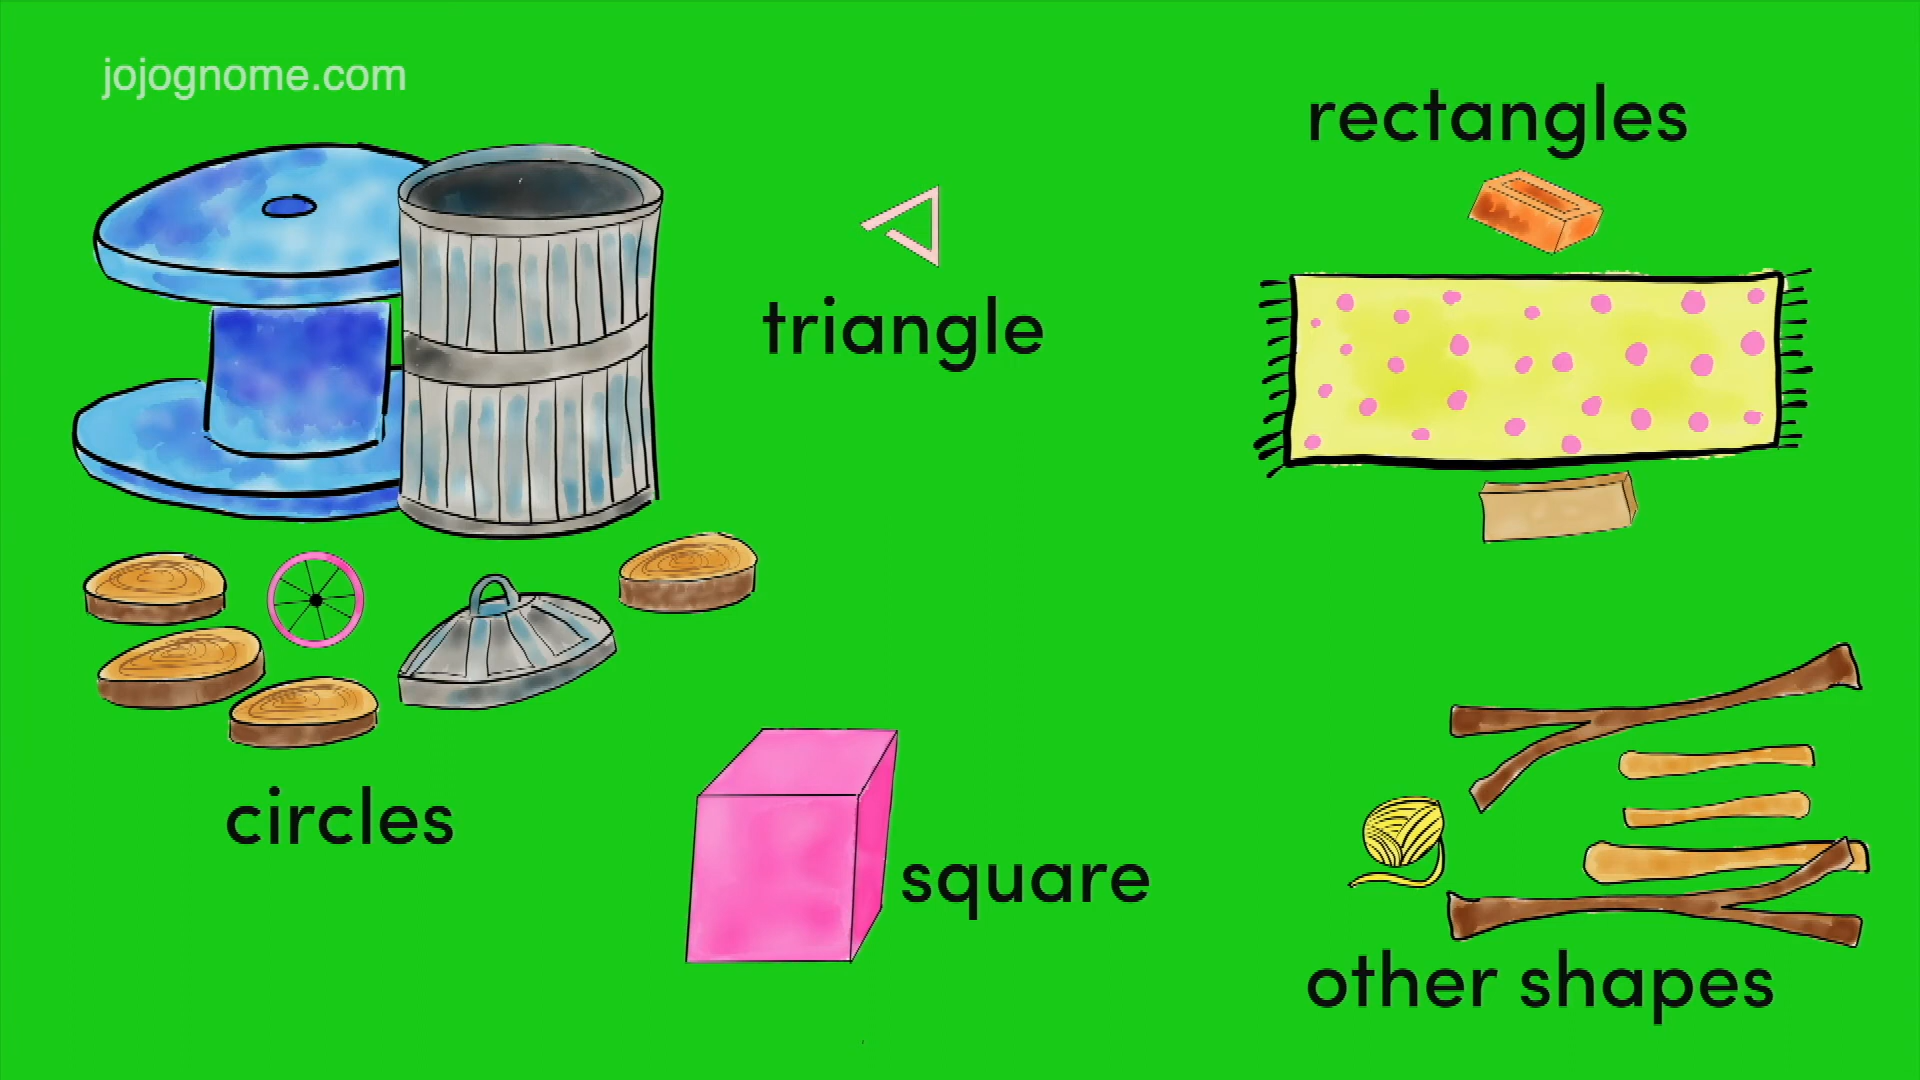 jojognome.com
rectangles
triangle
circles
square
other shapes